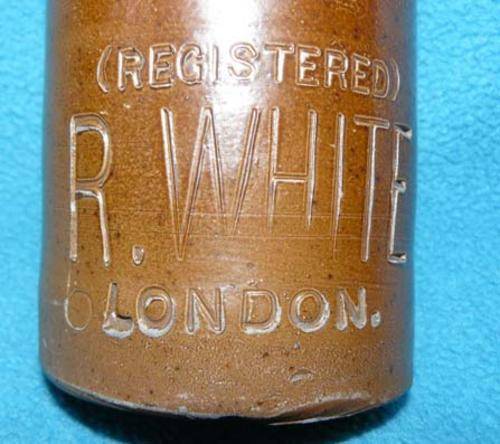 (REGISTERED)
R. WHITE
LONDON.